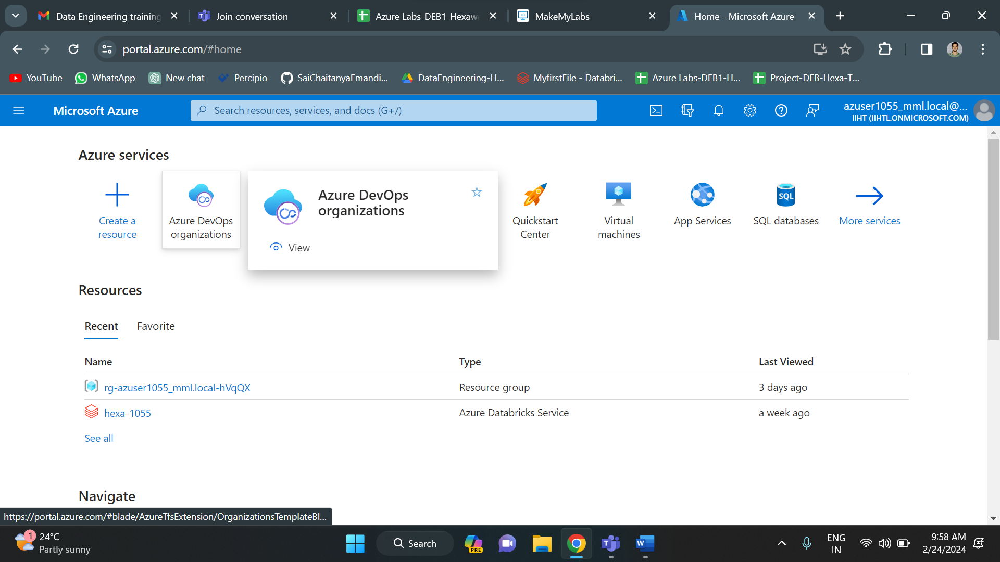 Data Engineering training
Join conversation
Azure Labs-DEB1-Hexawa
MakeMyLabs
Home - Microsoft Azure
portal.azure.com/#home
YouTube
WhatsApp
New chat
Percipio
SaiChaitanyaEmandi...
DataEngineering-H...
MyfirstFile - Databri...
Azure Labs-DEB1-H...
Project-DEB-Hexa-T...
Microsoft Azure
Search resources, services, and docs (G+/)
azuser1055_mml.local@...
IIHT (IIHTL.ONMICROSOFT.COM)
Azure services
Create a
resource
Azure DevOps
organizations
Azure DevOps
organizations
View
Quickstart
Center
Virtual
machines
App Services
SQL
SQL databases
More services
Resources
Recent
Favorite
Name
Type
Last Viewed
rg-azuser1055_mml.local-hVqQX
Resource group
3 days ago
hexa-1055
Azure Databricks Service
a week ago
See all
Navigate
https://portal.azure.com/#blade/AzureTfsExtension/OrganizationsTemplateBl...
1
24°C
Partly sunny
Search
PRE
ENG
IN
9:58 AM
2/24/2024